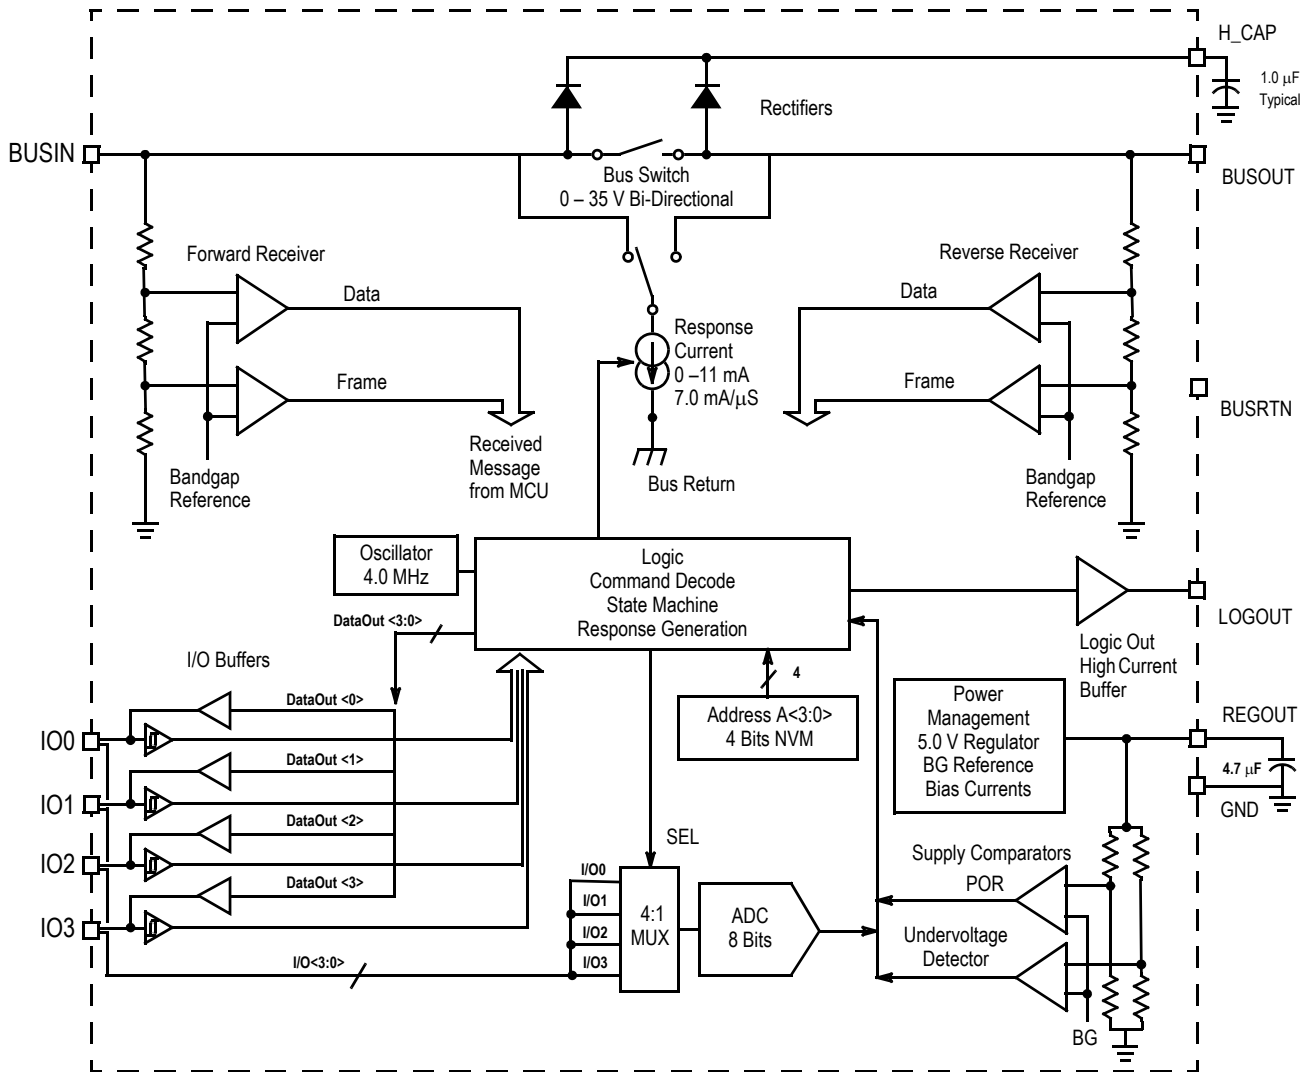 H_CAP
1.0 µF
Typical
Rectifiers
BUSIN
Bus Switch
0 – 35 V Bi-Directional
BUSOUT
Forward Receiver
Data
Frame
Bandgap
Reference
Received
Message
from MCU
Response
Current
0 –11 mA
7.0 mA/µS
Bus Return
Reverse Receiver
Data
Frame
Bandgap
Reference
BUSRTN
Oscillator
4.0 MHz
Logic
Command Decode
State Machine
Response Generation
LOGOUT
Logic Out
High Current
Buffer
DataOut <3:0>
I/O Buffers
DataOut <0>
IO0
DataOut <1>
IO1
DataOut <2>
IO2
DataOut <3>
IO3
I/O<3:0>
4
Address A<3:0>
4 Bits NVM
Power
Management
5.0 V Regulator
BG Reference
Bias Currents
REGOUT
4.7 µF
GND
SEL
I/O0
I/O1
I/O2
I/O3
4:1
MUX
ADC
8 Bits
Supply Comparators
POR
Undervoltage
Detector
BG